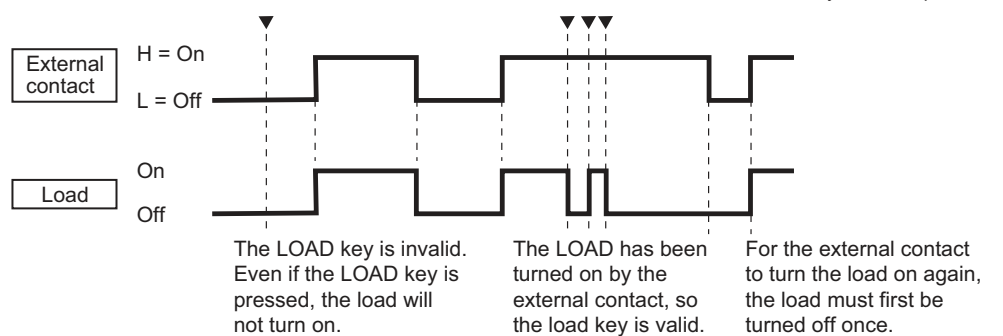 External
contact
H = On
L = Off
Load
On
Off
The LOAD key is invalid.
Even if the LOAD key is
pressed, the load will
not turn on.
The LOAD has been
turned on by the
external contact, so
the load key is valid.
For the external contact
to turn the load on again,
the load must first be
turned off once.